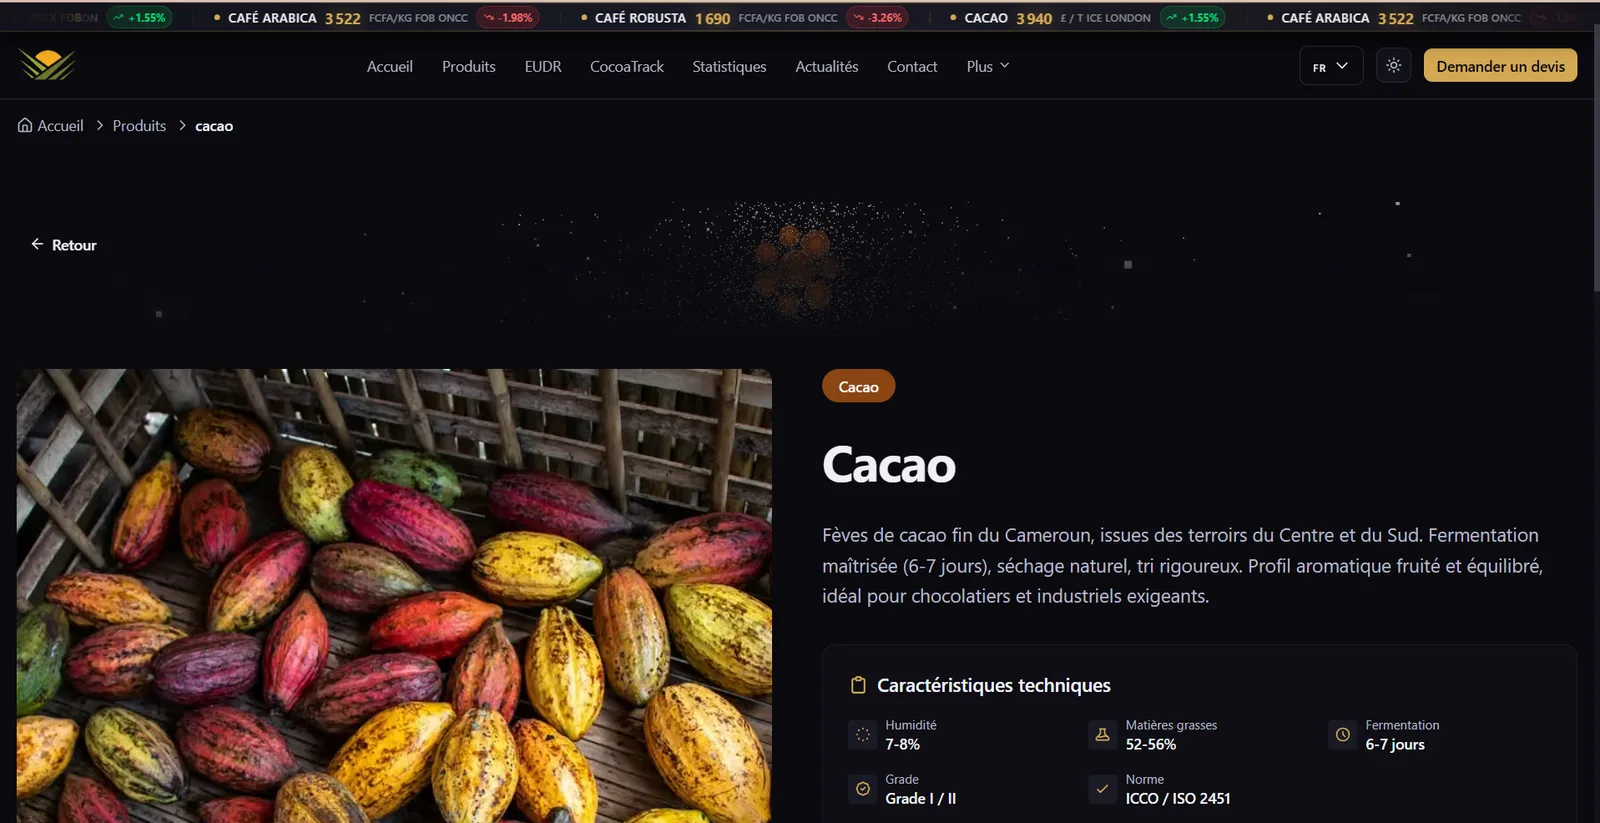 +1.55% • CAFÉ ARABICA 3 522 FCFA/KG FOB ONCC -1.98% • CAFÉ ROBUSTA 1 690 FCFA/KG FOB ONCC -3.26% • CACAO 3 940 £ / T ICE LONDON +1.55% • CAFÉ ARABICA 3 522 FCFA/KG FOB ONCC
Accueil Produits EUDR CocoaTrack Statistiques Actualités Contact Plus FR Demander un devis
Accueil > Produits > cacao
← Retour
Cacao
Cacao
Fèves de cacao fin du Cameroun, issues des terroirs du Centre et du Sud. Fermentation
maîtrisée (6-7 jours), séchage naturel, tri rigoureux. Profil aromatique fruité et équilibré,
idéal pour chocolatiers et industriels exigeants.
Caractéristiques techniques
Humidité Matières grasses Fermentation
7-8% 52-56% 6-7 jours
Grade Norme
Grade I / II ICCO / ISO 2451